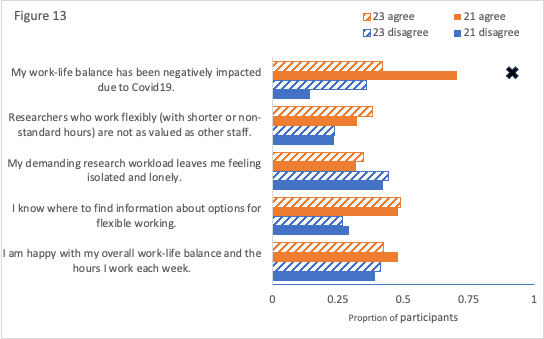 Figure 13
23 agree
21 agree
23 disagree
21 disagree
My work-life balance has been negatively impacted
due to Covid19.
Researchers who work flexibly (with shorter or non-
standard hours) are not as valued as other staff.
My demanding research workload leaves me feeling
isolated and lonely.
I know where to find information about options for
flexible working.
I am happy with my overall work-life balance and the
hours I work each week.
0
0.25
0.5
0.75
1
Proprtion of participants